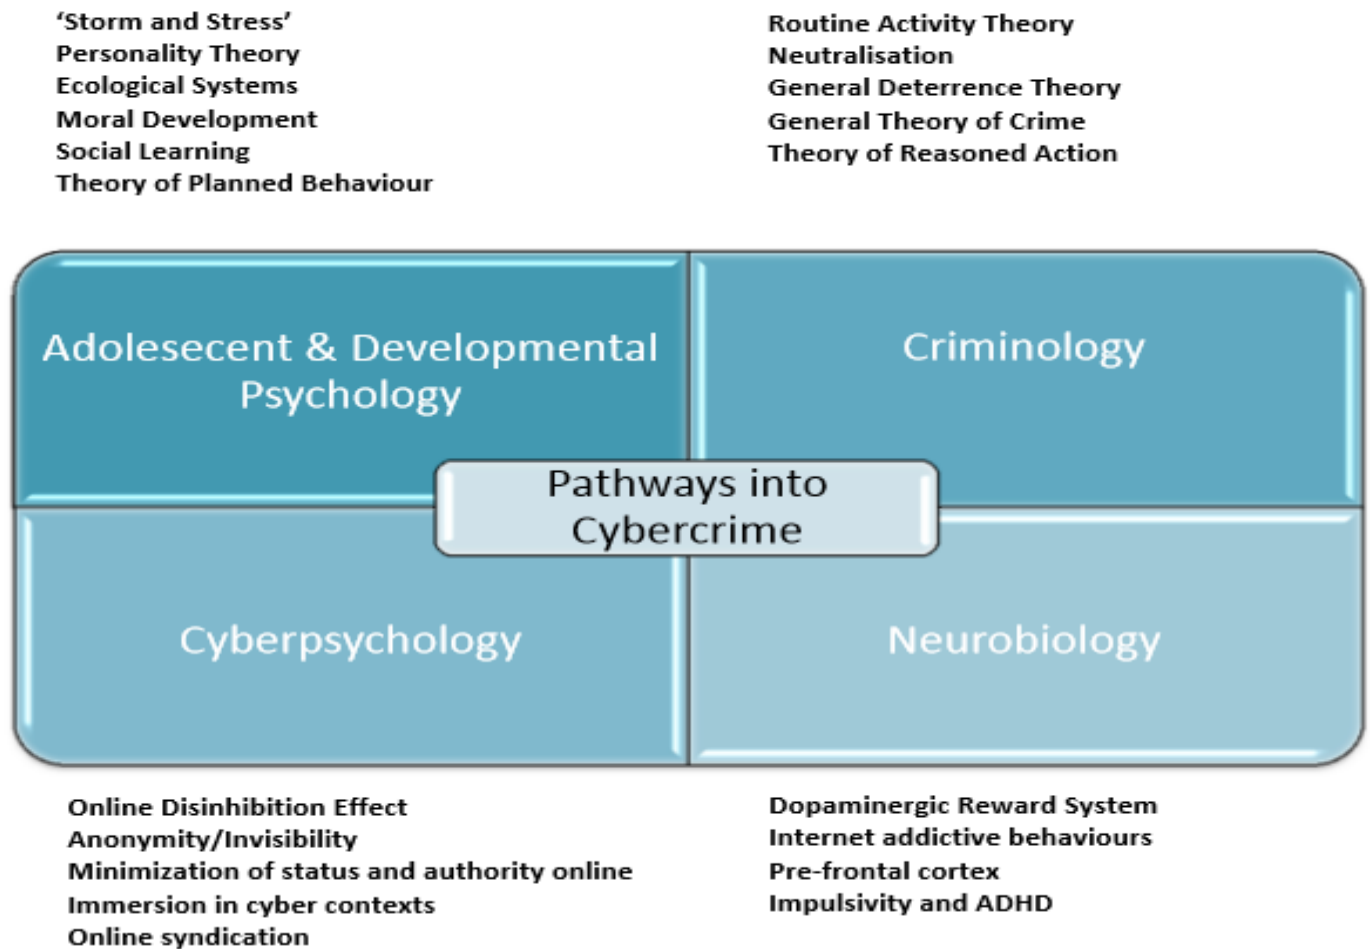 ‘Storm and Stress’
Personality Theory
Ecological Systems
Moral Development
Social Learning
Theory of Planned Behaviour
Routine Activity Theory
Neutralisation
General Deterrence Theory
General Theory of Crime
Theory of Reasoned Action
Adolesecent & Developmental
Psychology
Criminology
Pathways into
Cybercrime
Cyberpsychology
Neurobiology
Online Disinhibition Effect
Anonymity/Invisibility
Minimization of status and authority online
Immersion in cyber contexts
Online syndication
Dopaminergic Reward System
Internet addictive behaviours
Pre-frontal cortex
Impulsivity and ADHD